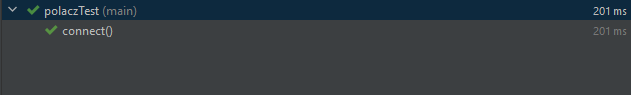 polaczTest (main) 201 ms
connect() 201 ms